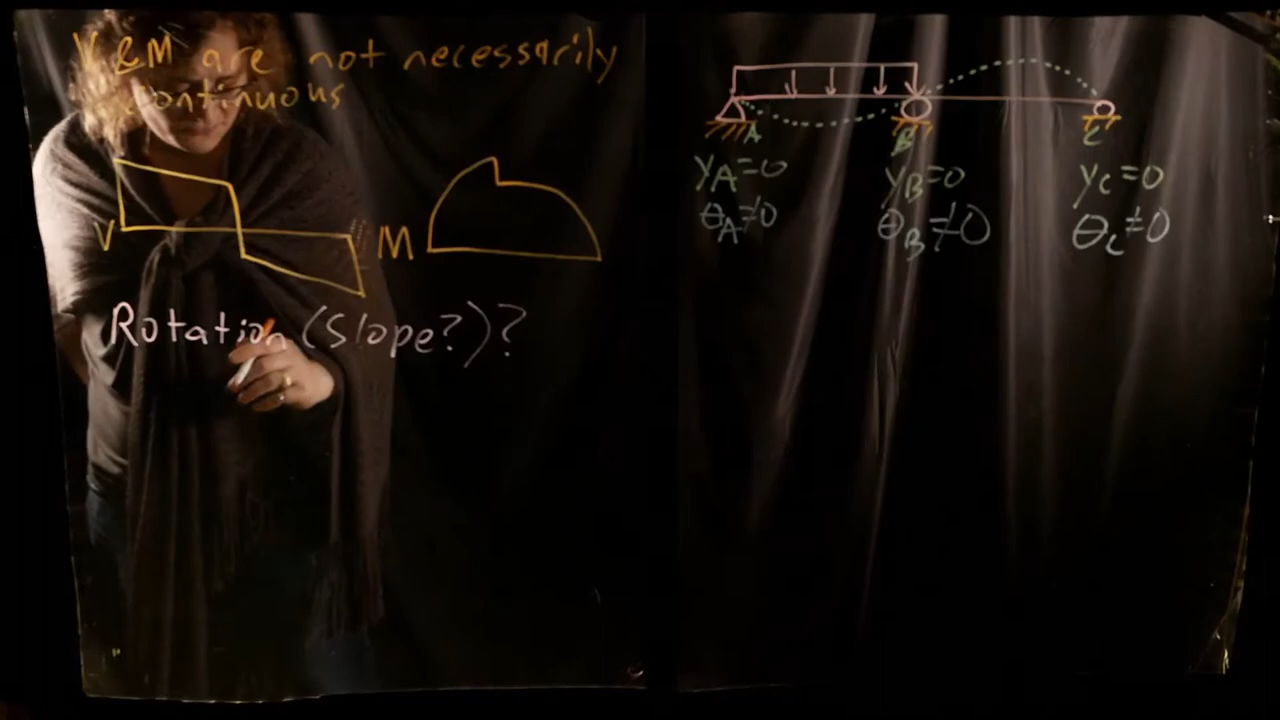 V&M are not necessarily
continuous
V
M
Rotation (Slope?)?
A
B
C
yA=0
yB=0
yC=0
θA≠0
θB≠0
θC≠0